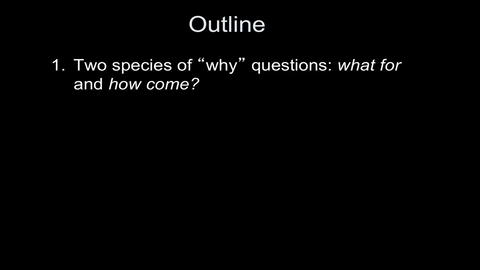 Outline
1. Two species of “why” questions: what for
and how come?